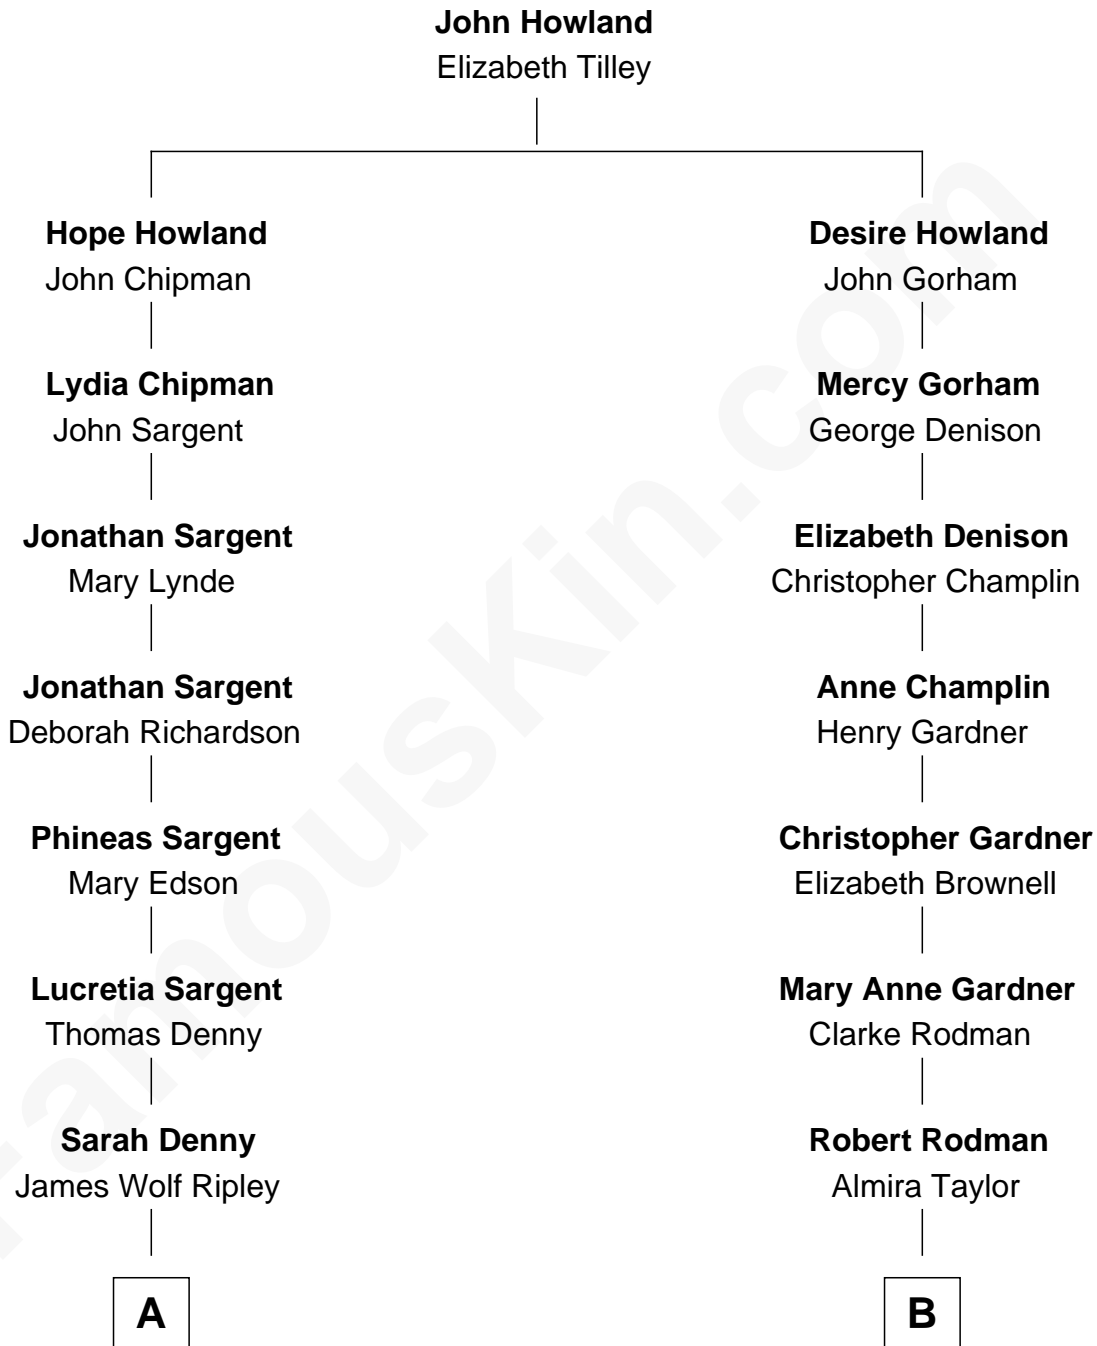 John Howland
Elizabeth Tilley
Hope Howland
John Chipman
Desire Howland
John Gorham
Lydia Chipman
John Sargent
Mercy Gorham
George Denison
Jonathan Sargent
Mary Lynde
Elizabeth Denison
Christopher Champlin
Jonathan Sargent
Deborah Richardson
Anne Champlin
Henry Gardner
Phineas Sargent
Mary Edson
Christopher Gardner
Elizabeth Brownell
Lucretia Sargent
Thomas Denny
Mary Anne Gardner
Clarke Rodman
Sarah Denny
James Wolf Ripley
Robert Rodman
Almira Taylor
A
B
FamousKin.com